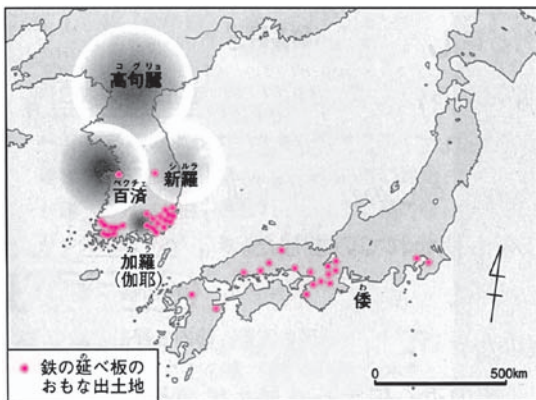 コグリョ
高句麗
シルラ
新羅
ペクチェ
百済
カラ
加羅
(伽耶)
わ
倭
● 鉄の延べ板の
おもな出土地
0 500km